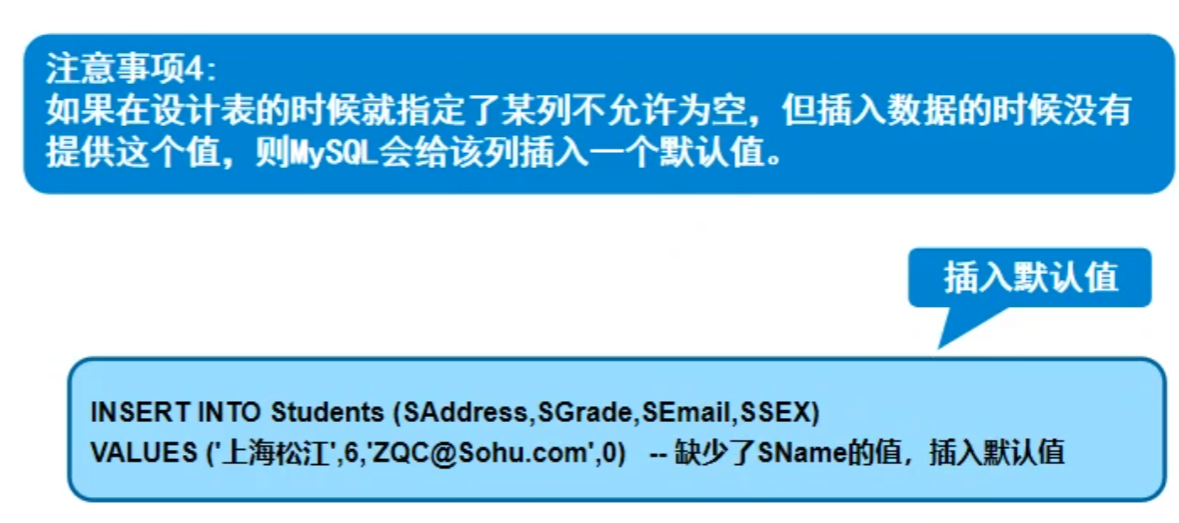 注意事项4:
如果在设计表的时候就指定了某列不允许为空，但插入数据的时候没有
提供这个值，则MySQL会给该列插入一个默认值。
插入默认值
INSERT INTO Students (SAddress,SGrade,SEmail,SSEX)
VALUES ('上海松江',6,'ZQC@Sohu.com',0)   -- 缺少了SName的值，插入默认值